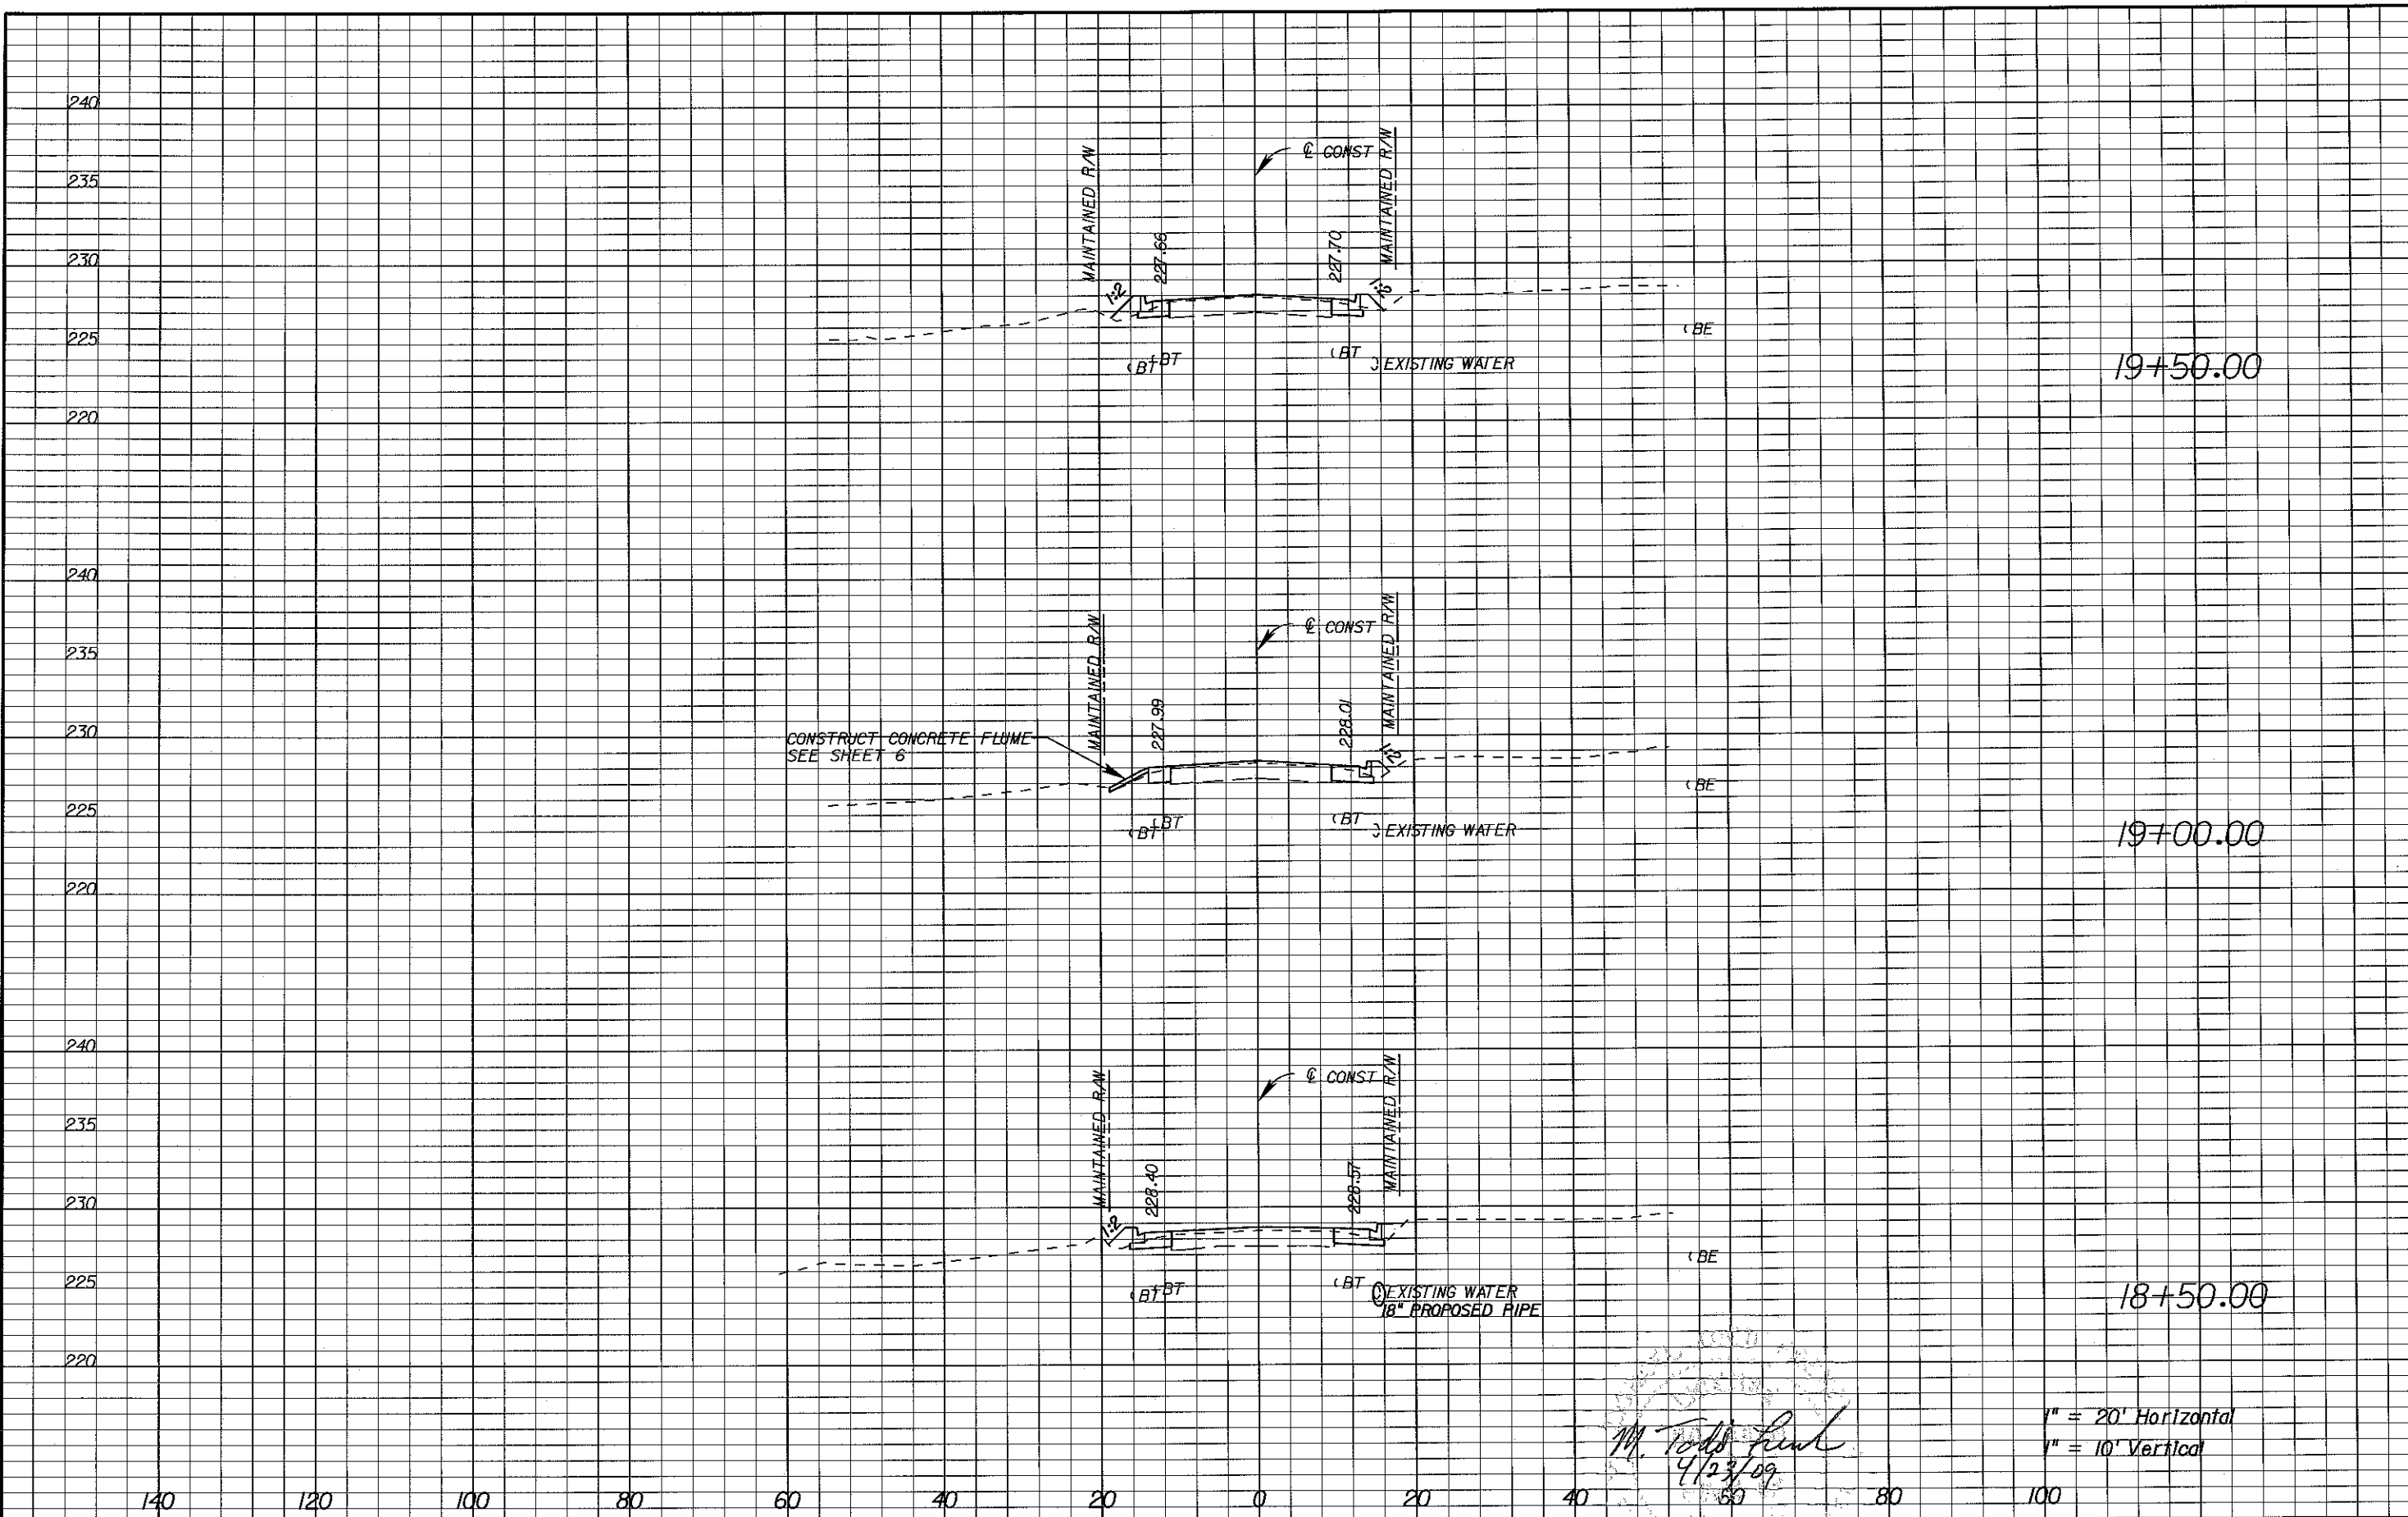 240
235
230
225
220
MAINTAINED R/W
227.66
℄ CONST
227.70
MAINTAINED R/W
1:2
BT
BT
BT
EXISTING WATER
BE
19+50.00
240
235
230
225
220
MAINTAINED R/W
227.99
℄ CONST
228.01
MAINTAINED R/W
CONSTRUCT CONCRETE FLUME
SEE SHEET 6
BT
BT
BT
EXISTING WATER
BE
19+00.00
240
235
230
225
220
MAINTAINED R/W
228.40
℄ CONST
228.57
MAINTAINED R/W
1:2
BT
BT
BT
EXISTING WATER
18" PROPOSED PIPE
BE
18+50.00
M. Todd
4/23/09
1" = 20' Horizontal
1" = 10' Vertical
140 120 100 80 60 40 20 0 20 40 60 80 100